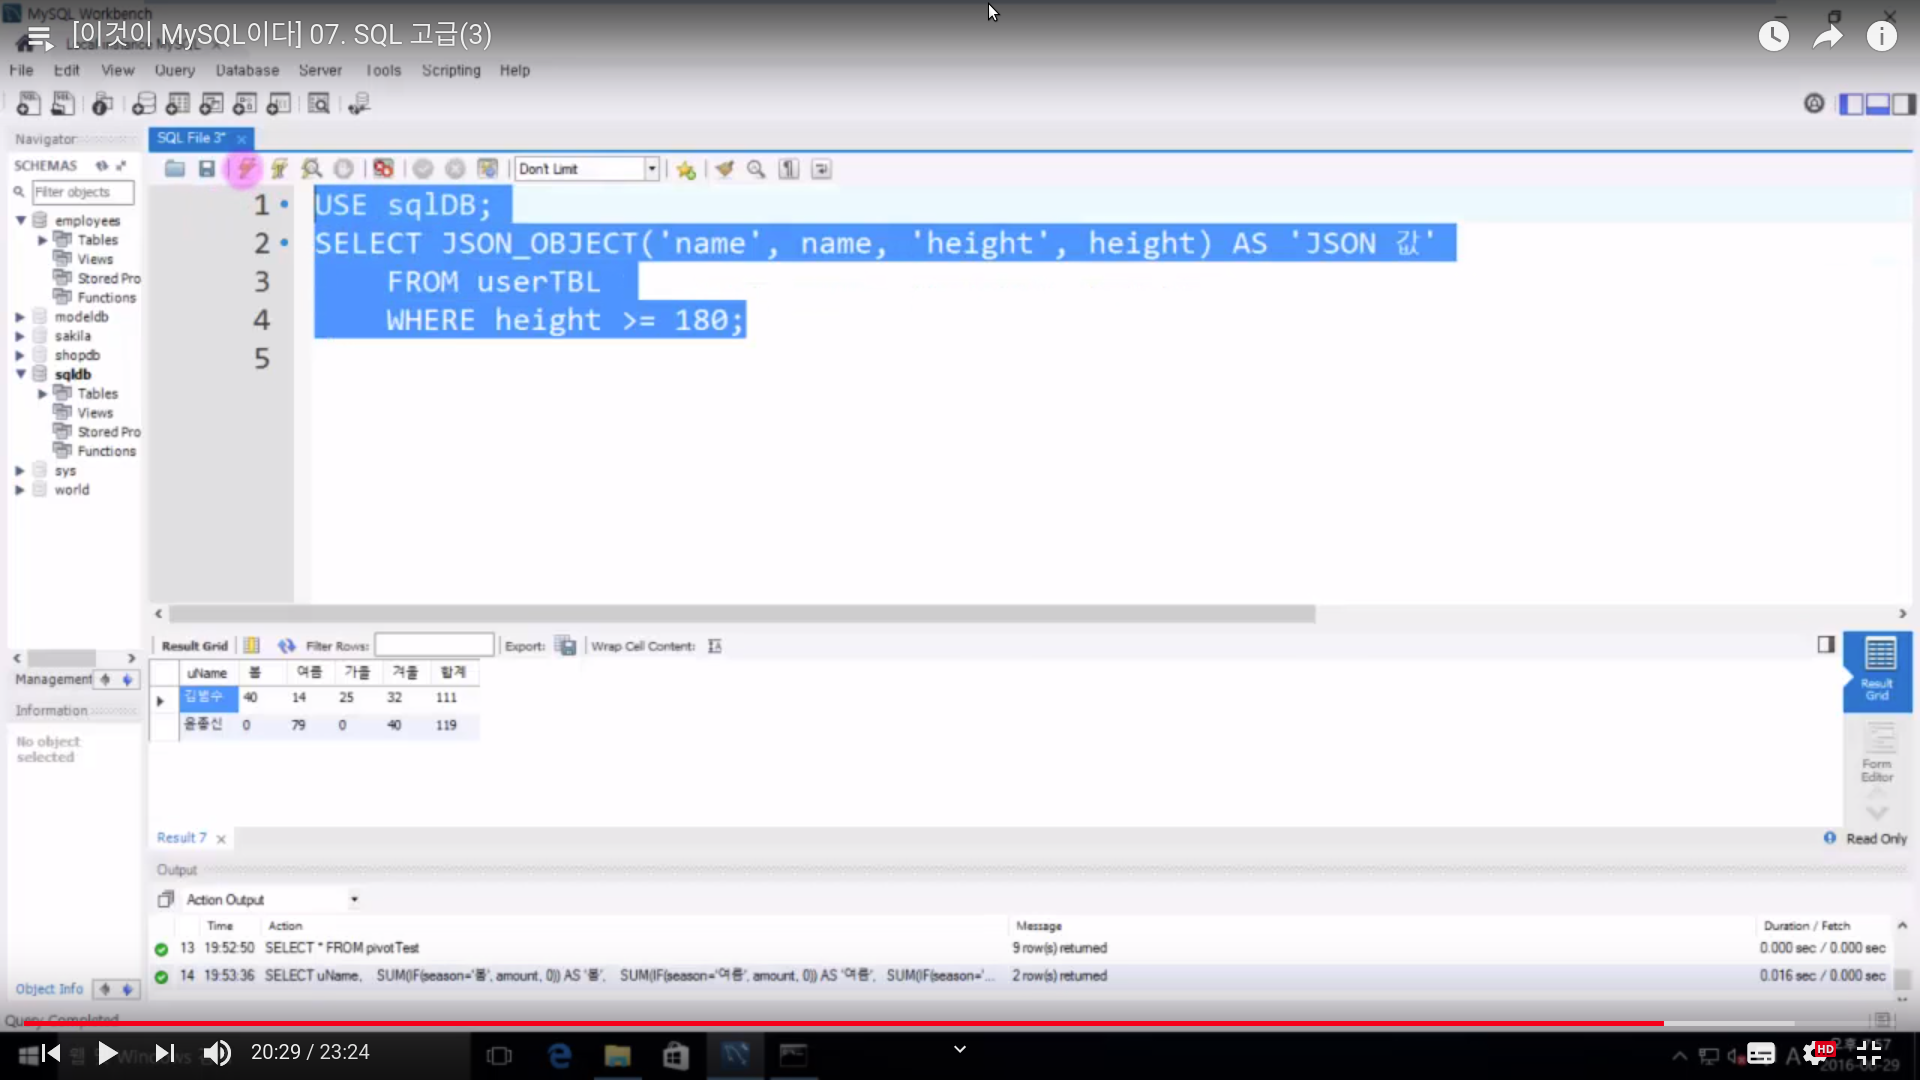 MySQL Workbench
[이것이 MySQL이다] 07. SQL 고급(3)
File Edit View Query Database Server Tools Scripting Help
Navigator
SQL File 3*
SCHEMAS
Don't Limit
Filter objects
employees
Tables
Views
Stored Pro
Functions
modeldb
sakila
shopdb
sqldb
Tables
Views
Stored Pro
Functions
sys
world
1 USE sqlDB;
2 SELECT JSON_OBJECT('name', name, 'height', height) AS 'JSON 값'
3 FROM userTBL
4 WHERE height >= 180;
5
Management
Information
No object
selected
Object Info
Result Grid Filter Rows: Export: Wrap Cell Content:
uName 봄 여름 가을 겨울 합계
김범수 40 14 25 32 111
윤종신 0 79 0 40 119
Result
Grid
Form
Editor
Result 7
Read Only
Output
Action Output
Time Action Message Duration / Fetch
13 19:52:50 SELECT * FROM pivotTest 9 row(s) returned 0.000 sec / 0.000 sec
14 19:53:36 SELECT uName, SUM(IF(season='봄', amount, 0)) AS '봄', SUM(IF(season='여름', amount, 0)) AS '여름', SUM(IF(season='... 2 row(s) returned 0.016 sec / 0.000 sec
Query Completed
20:29 / 23:24
HD